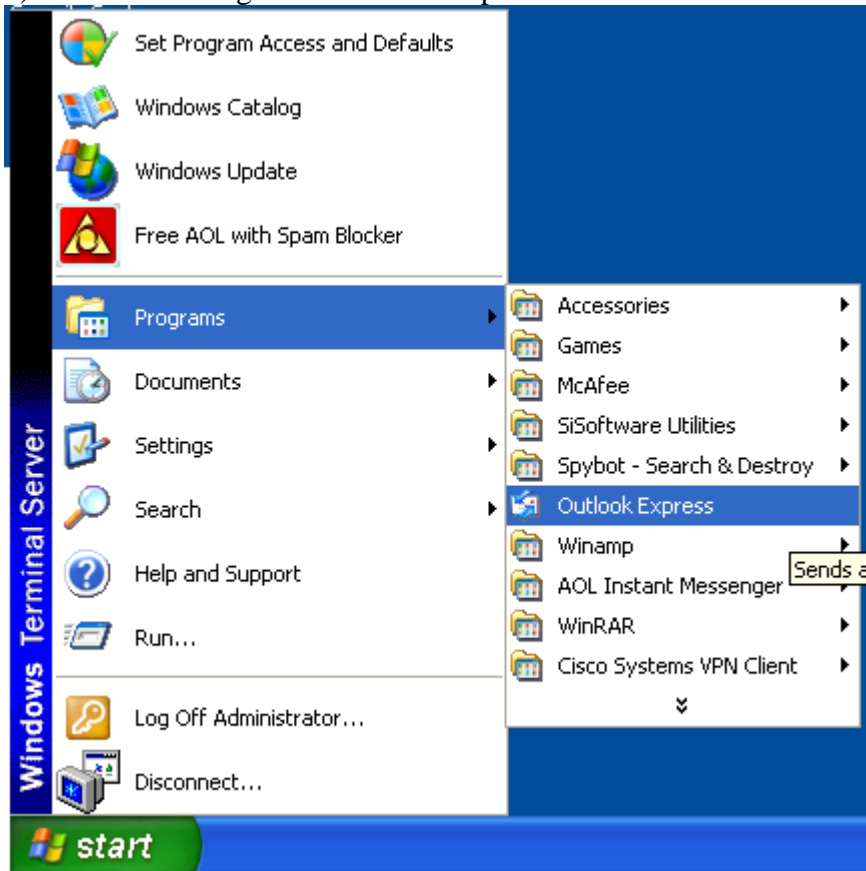 Set Program Access and Defaults
Windows Catalog
Windows Update
Free AOL with Spam Blocker
Programs
Documents
Settings
Search
Help and Support
Run...
Log Off Administrator...
Disconnect...
Windows Terminal Server
Accessories
Games
McAfee
SiSoftware Utilities
Spybot - Search & Destroy
Outlook Express
Winamp
Sends a
AOL Instant Messenger
WinRAR
Cisco Systems VPN Client
start